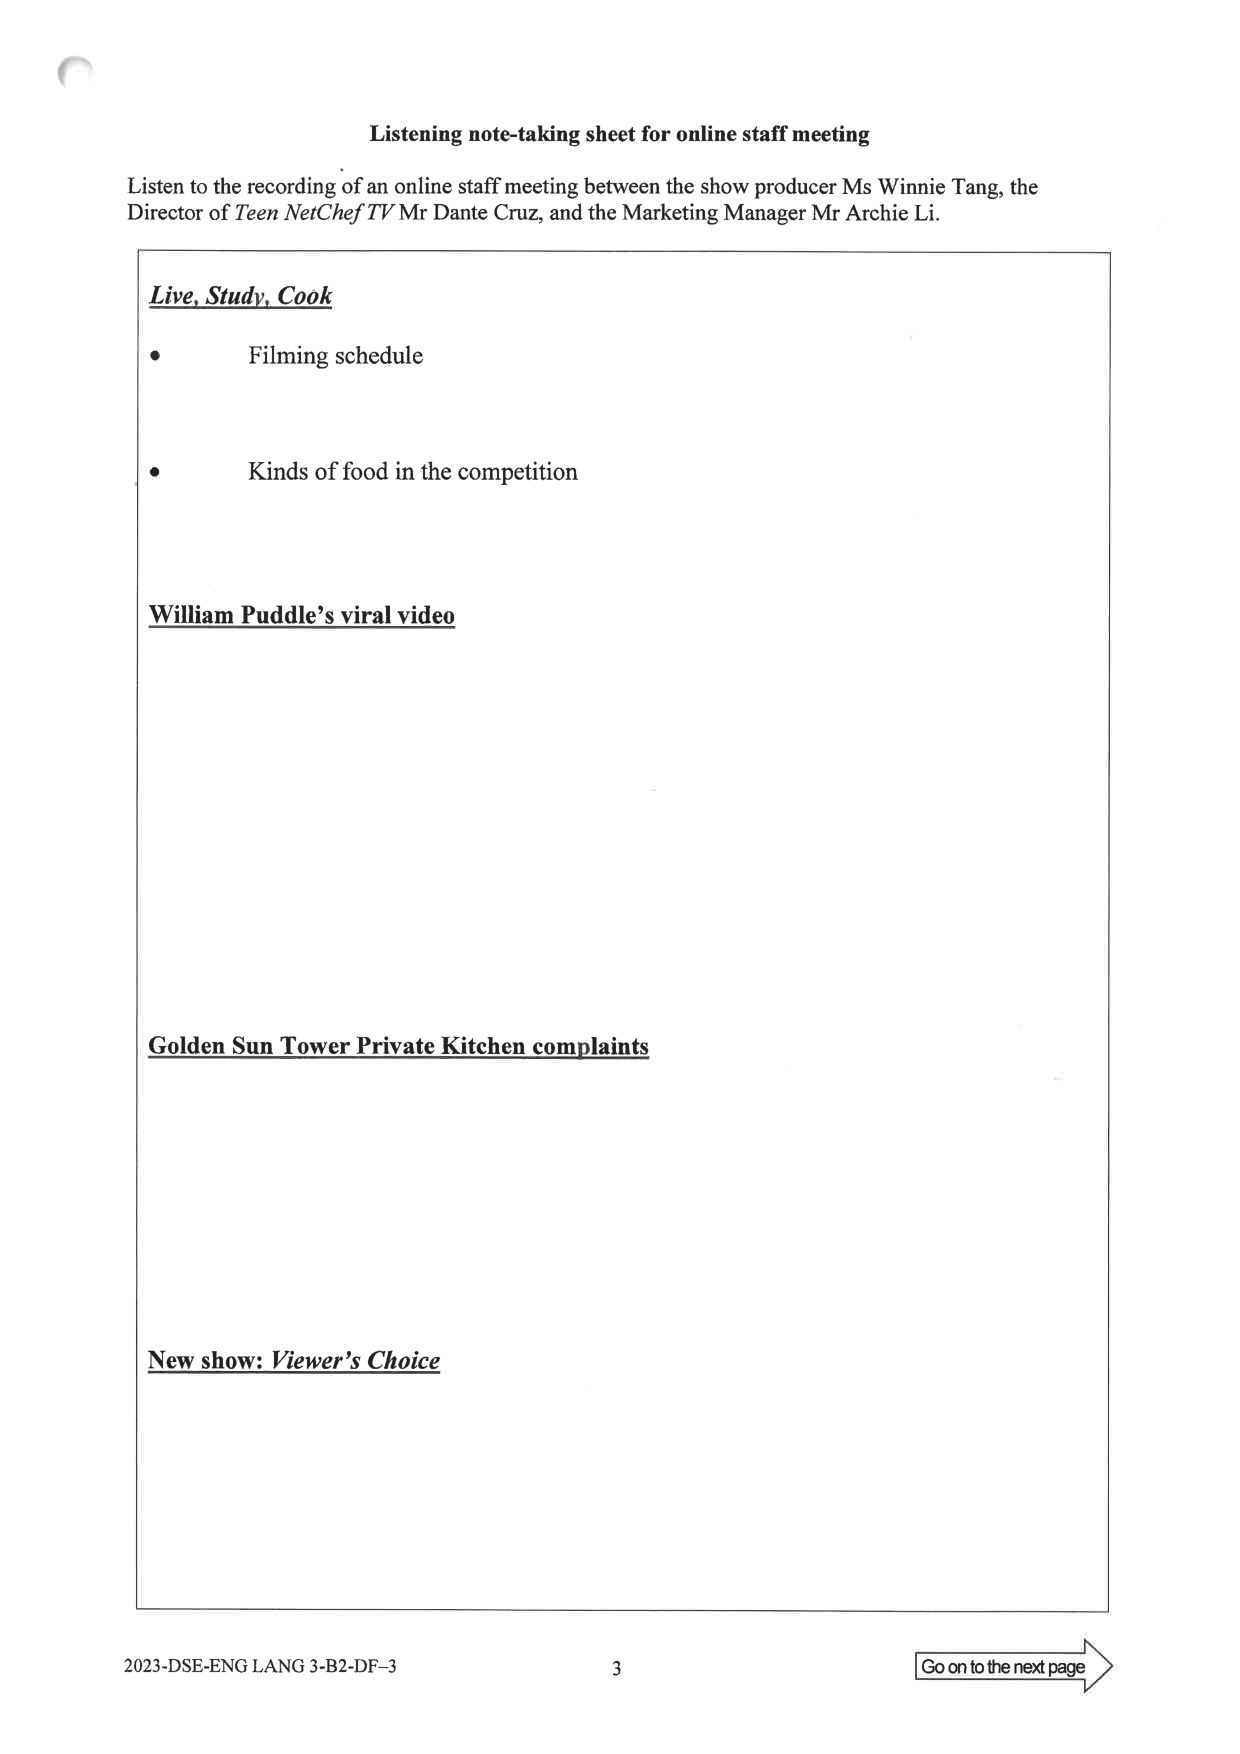 Listening note-taking sheet for online staff meeting
Listen to the recording of an online staff meeting between the show producer Ms Winnie Tang, the
Director of Teen NetChef TV Mr Dante Cruz, and the Marketing Manager Mr Archie Li.
Live, Study, Cook
• Filming schedule
• Kinds of food in the competition
William Puddle's viral video
Golden Sun Tower Private Kitchen complaints
New show: Viewer's Choice
2023-DSE-ENG LANG 3-B2-DF–3
3
Go on to the next page